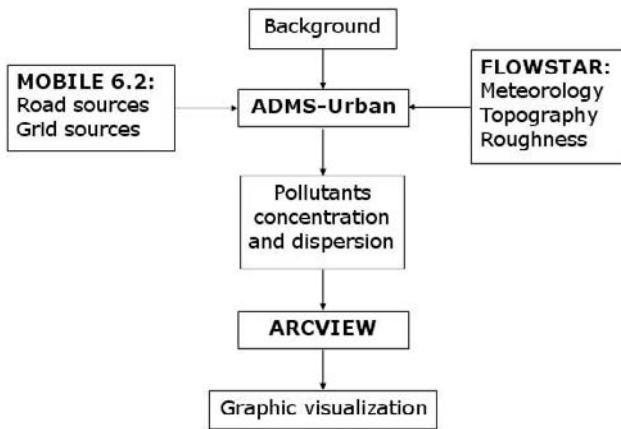 Background
MOBILE 6.2:
Road sources
Grid sources
ADMS-Urban
FLOWSTAR:
Meteorology
Topography
Roughness
Pollutants
concentration
and dispersion
ARCVIEW
Graphic visualization